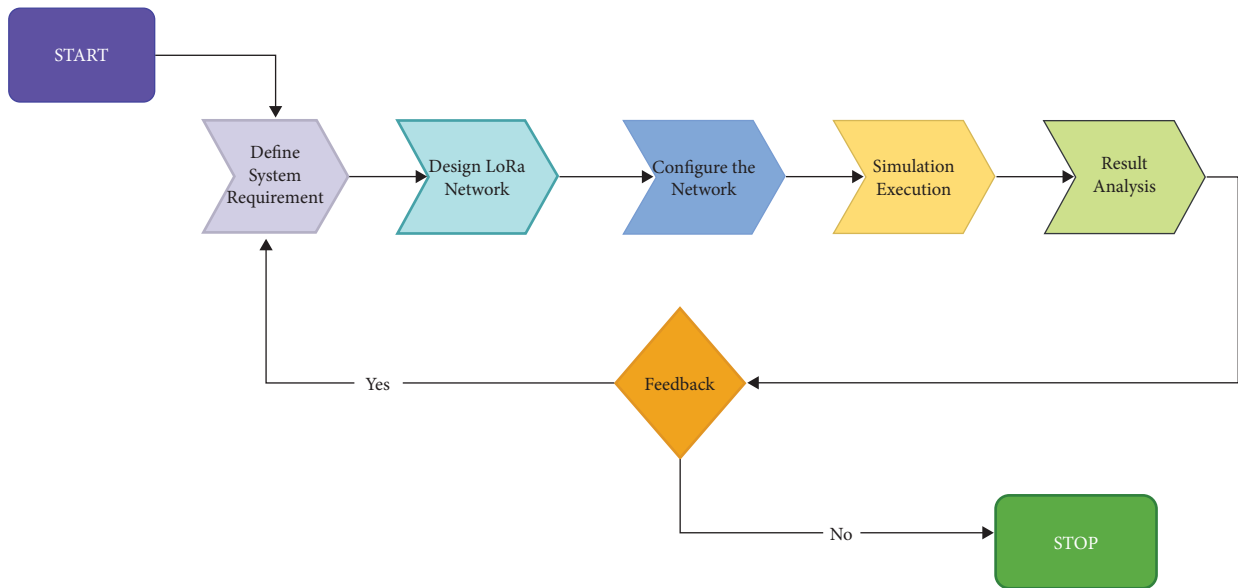 START
Define
System
Requirement
Design LoRa
Network
Configure the
Network
Simulation
Execution
Result
Analysis
Feedback
Yes
No
STOP